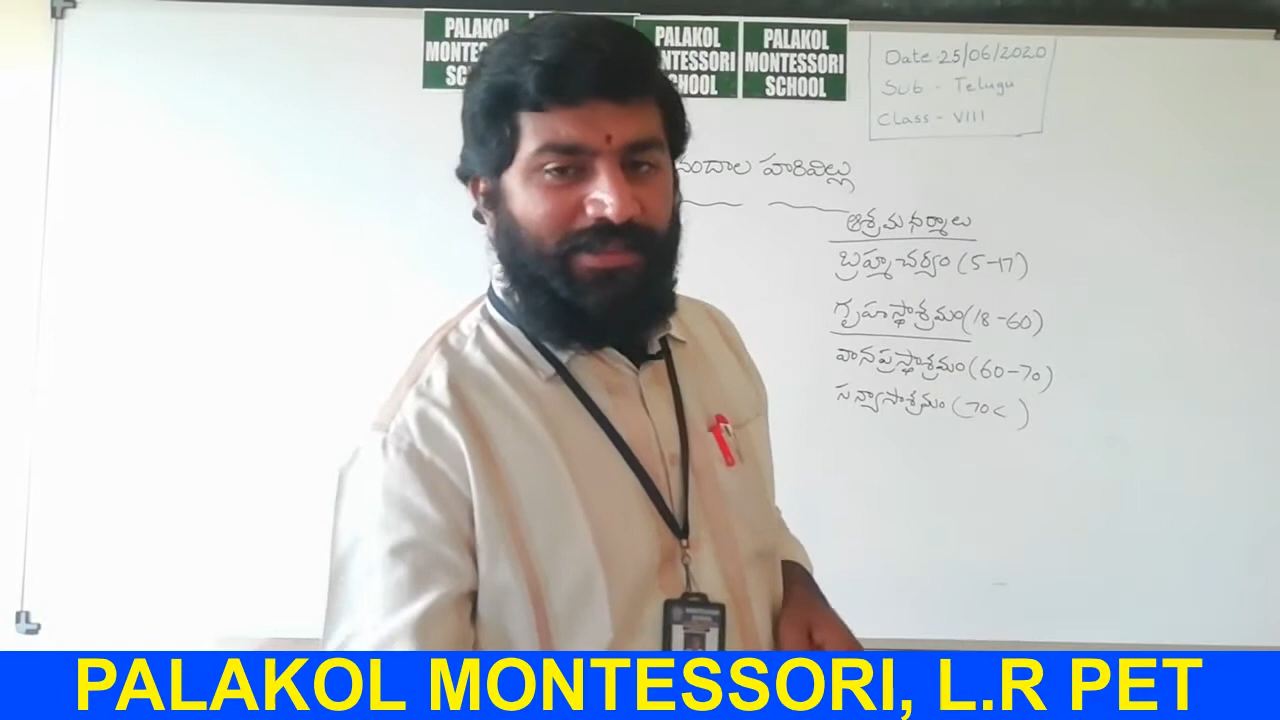 PALAKOL
MONTESSORI
SCHOOL
PALAKOL
MONTESSORI
SCHOOL
Date 25/06/2020
Sub - Telugu
Class - VIII
నందాల హరివిల్లు
ఆశ్రమ ధర్మాలు
బ్రహ్మచర్యం (5-17)
గృహస్థాశ్రమం (18-60)
వానప్రస్థాశ్రమం (60-70)
సన్యాసాశ్రమం (70< )
PALAKOL MONTESSORI, L.R PET